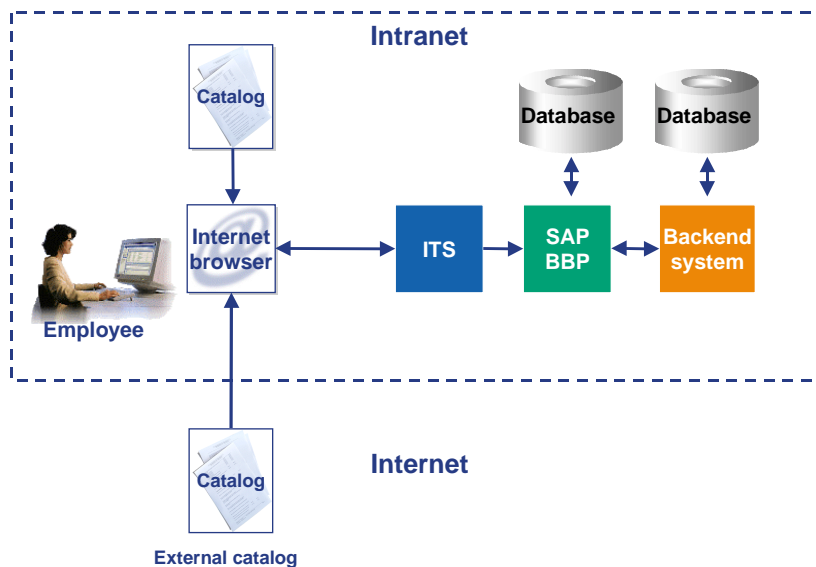 Intranet
Catalog
Database
Database
Internet
browser
ITS
SAP
BBP
Backend
system
Employee
Catalog
Internet
External catalog